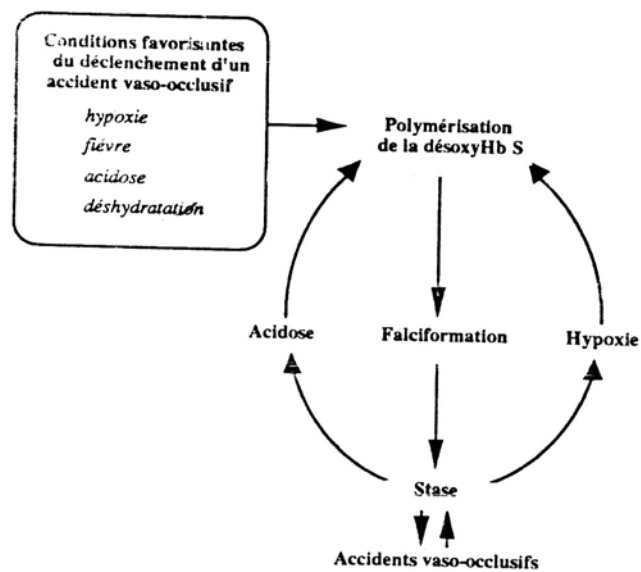 Conditions favorisantes
du déclenchement d'un
accident vaso-occlusif
hypoxie
fiévre
acidose
déshydratation
Polymérisation
de la désoxyHb S
Acidose
Falciformation
Hypoxie
Stase
Accidents vaso-occlusifs